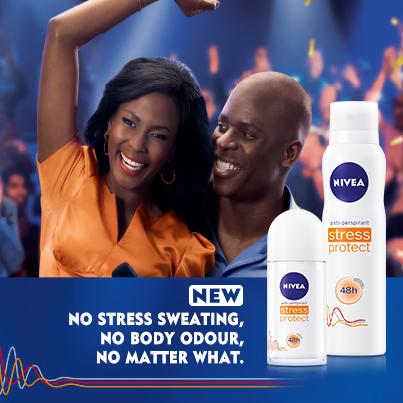 NIVEA
anti-perspirant
stress
protect
48h
NIVEA
anti-perspirant
stress
protect
48h
NEW
NO STRESS SWEATING,
NO BODY ODOUR,
NO MATTER WHAT.